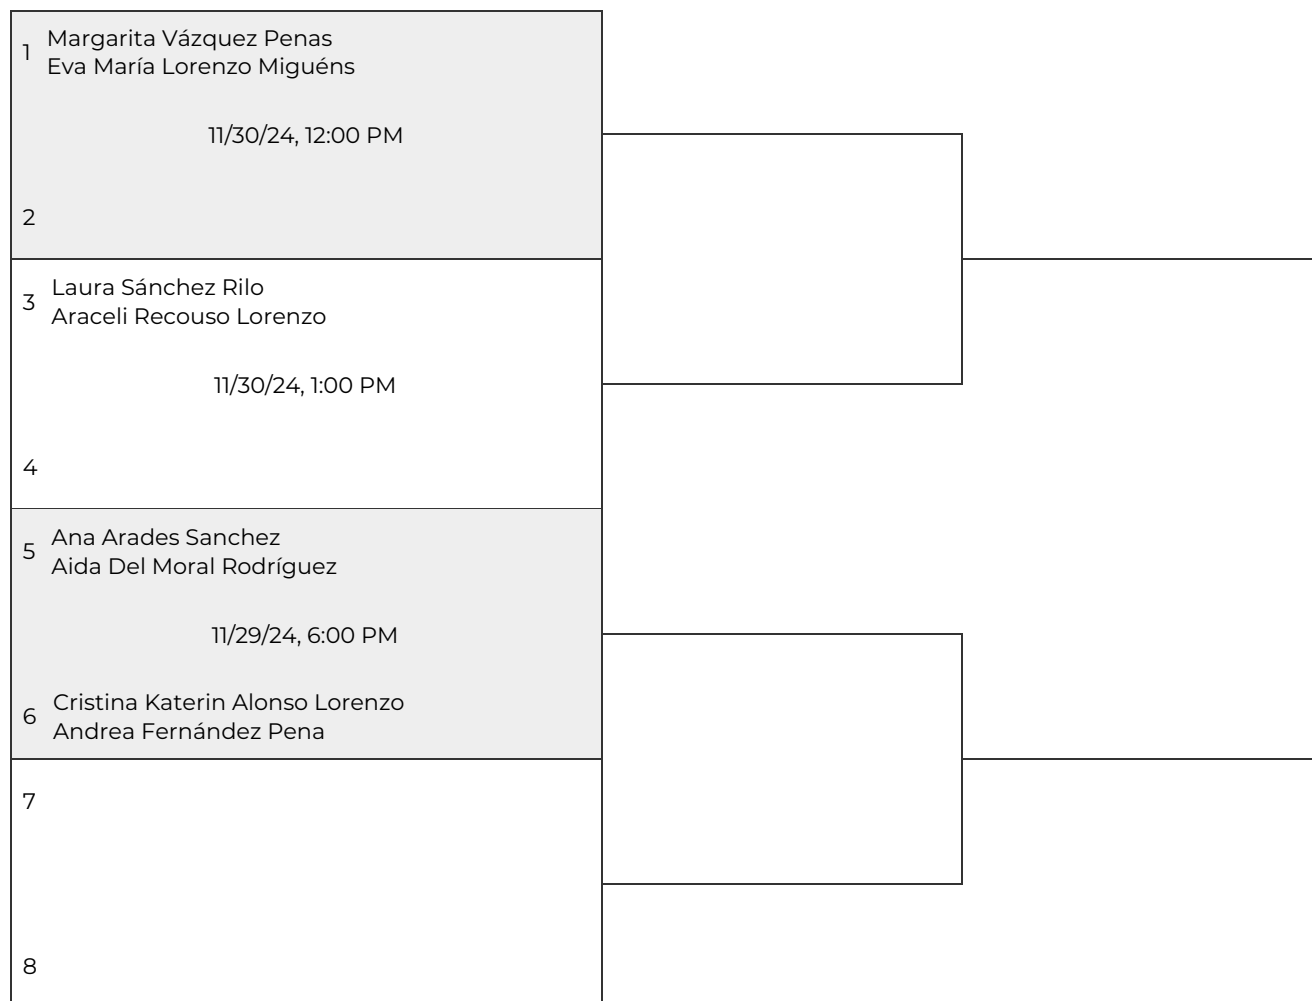 1 Margarita Vázquez Penas
Eva María Lorenzo Miguéns
11/30/24, 12:00 PM
2
3 Laura Sánchez Rilo
Araceli Recouso Lorenzo
11/30/24, 1:00 PM
4
5 Ana Arades Sanchez
Aida Del Moral Rodríguez
11/29/24, 6:00 PM
6 Cristina Katerin Alonso Lorenzo
Andrea Fernández Pena
7
8